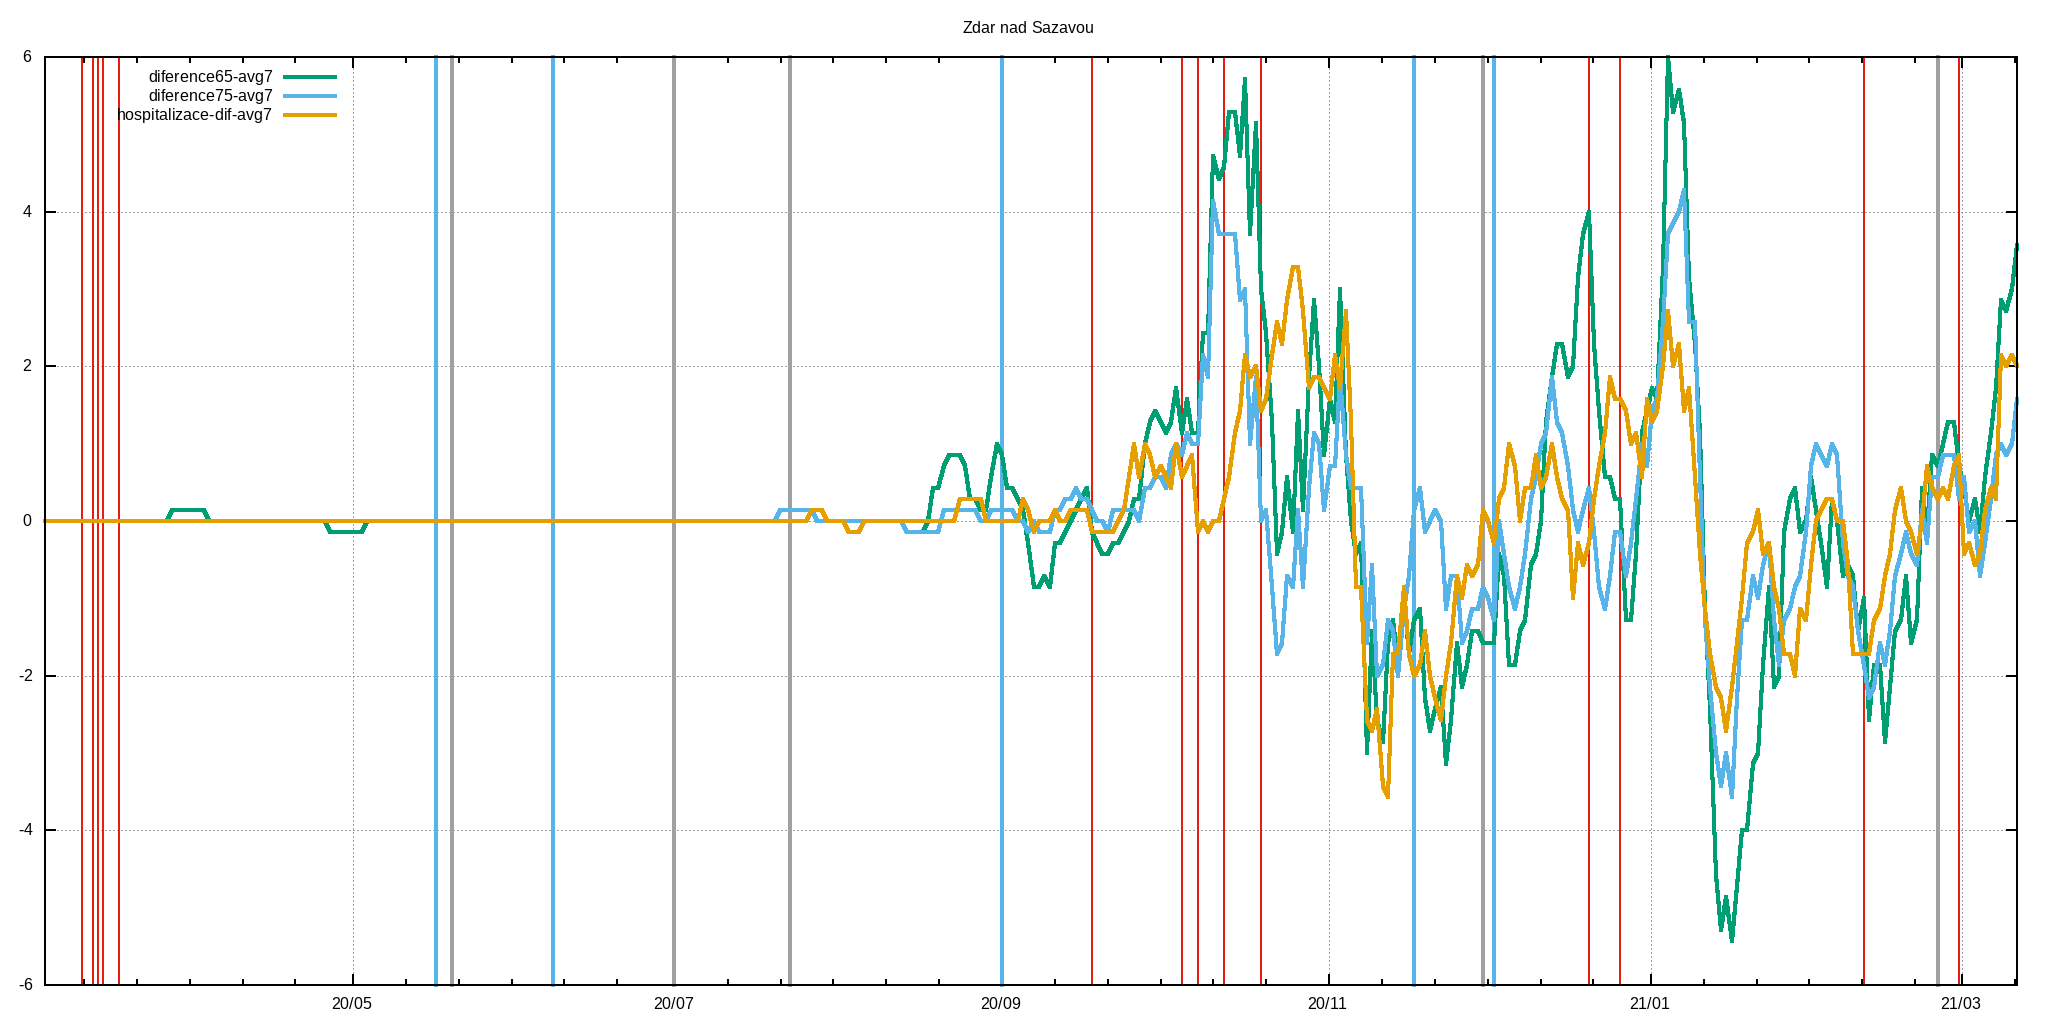 Zdar nad Sazavou
6
diference65-avg7
diference75-avg7
hospitalizace-dif-avg7
4
2
0
-2
-4
-6
20/05 20/07 20/09 20/11 21/01 21/03